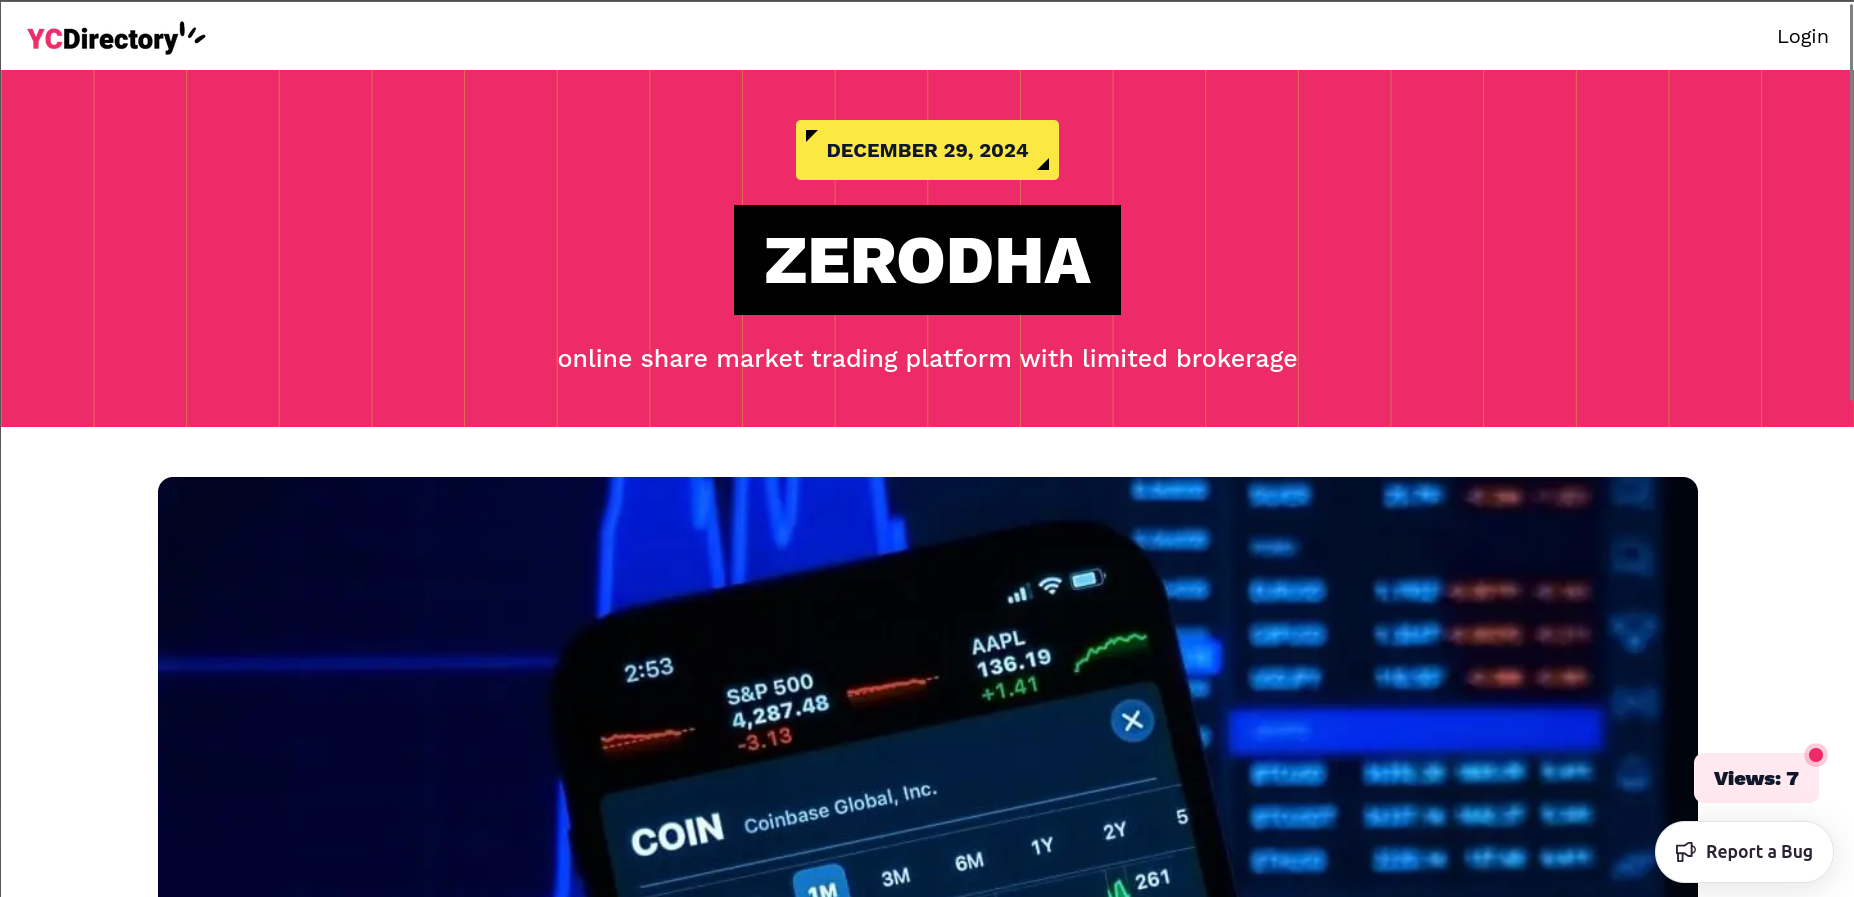 YCDirectory
Login
DECEMBER 29, 2024
ZERODHA
online share market trading platform with limited brokerage
2:53
S&P 500
4,287.48
-3.13
AAPL
136.19
+1.41
COIN Coinbase Global, Inc.
1M 3M 6M 1Y 2Y 5
261
Views: 7
Report a Bug